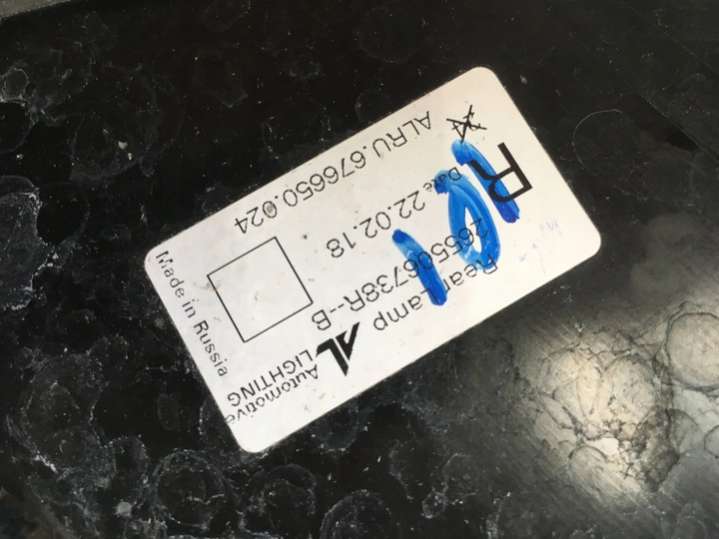 Rear Lamp
AL Automotive
LIGHTING
265506738R--B
Date 22.02.18
ALRU.676650.024
R
Made in Russia